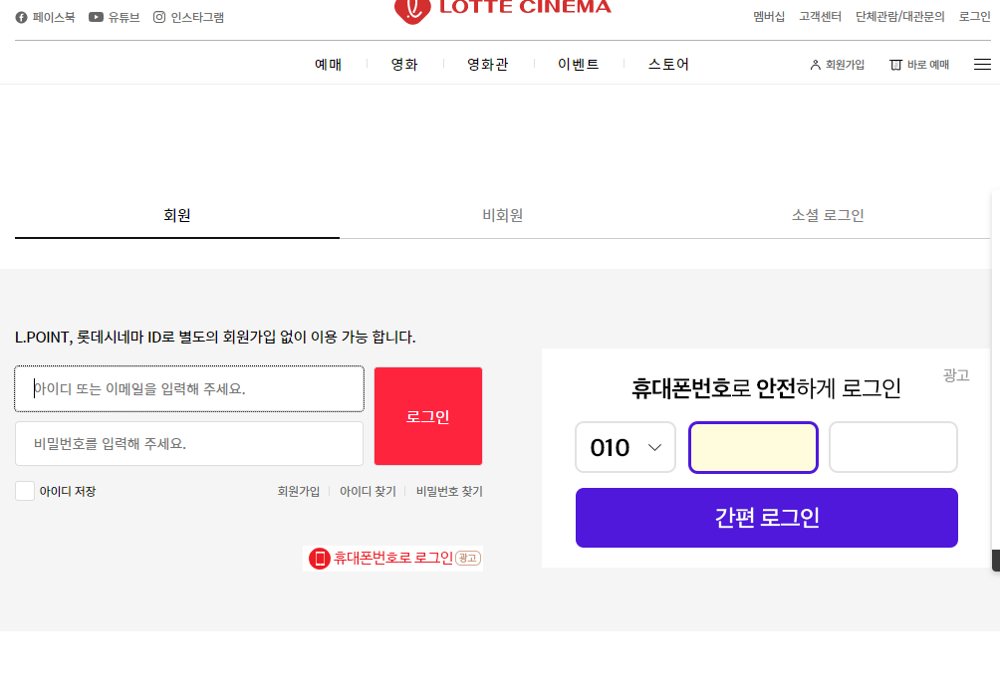 페이스북 유튜브 인스타그램
LOTTE CINEMA
멤버십 고객센터 단체관람/대관문의 로그인
예매 영화 영화관 이벤트 스토어
회원가입 바로 예매
회원 비회원 소셜 로그인
L.POINT, 롯데시네마 ID로 별도의 회원가입 없이 이용 가능 합니다.
아이디 또는 이메일을 입력해 주세요.
비밀번호를 입력해 주세요.
로그인
아이디 저장
회원가입 아이디 찾기 비밀번호 찾기
휴대폰번호로 로그인 광고
광고
휴대폰번호로 안전하게 로그인
010
간편 로그인